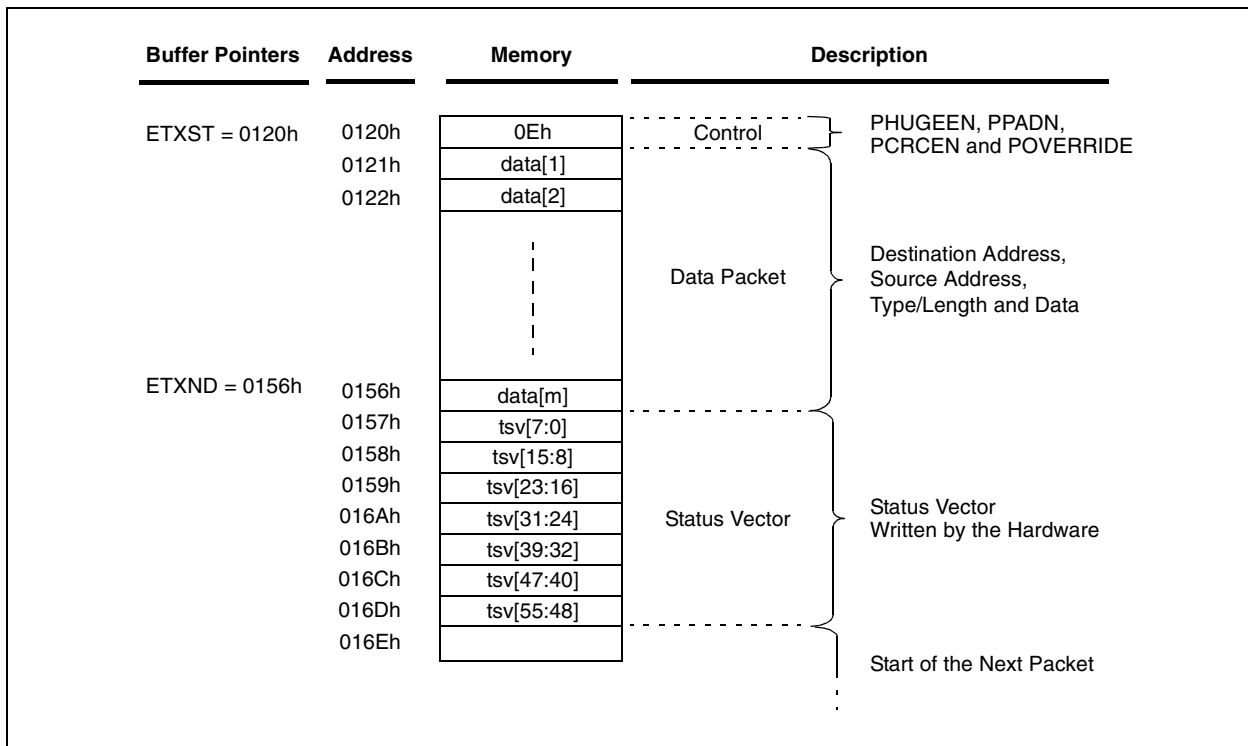 Buffer Pointers Address Memory Description
ETXST = 0120h 0120h 0Eh Control PHUGEEN, PPADN,
PCRCEN and POVERRIDE
0121h data[1]
0122h data[2]
Data Packet Destination Address,
Source Address,
Type/Length and Data
ETXND = 0156h 0156h data[m]
0157h tsv[7:0]
0158h tsv[15:8]
0159h tsv[23:16]
016Ah tsv[31:24] Status Vector Status Vector
Written by the Hardware
016Bh tsv[39:32]
016Ch tsv[47:40]
016Dh tsv[55:48]
016Eh
Start of the Next Packet